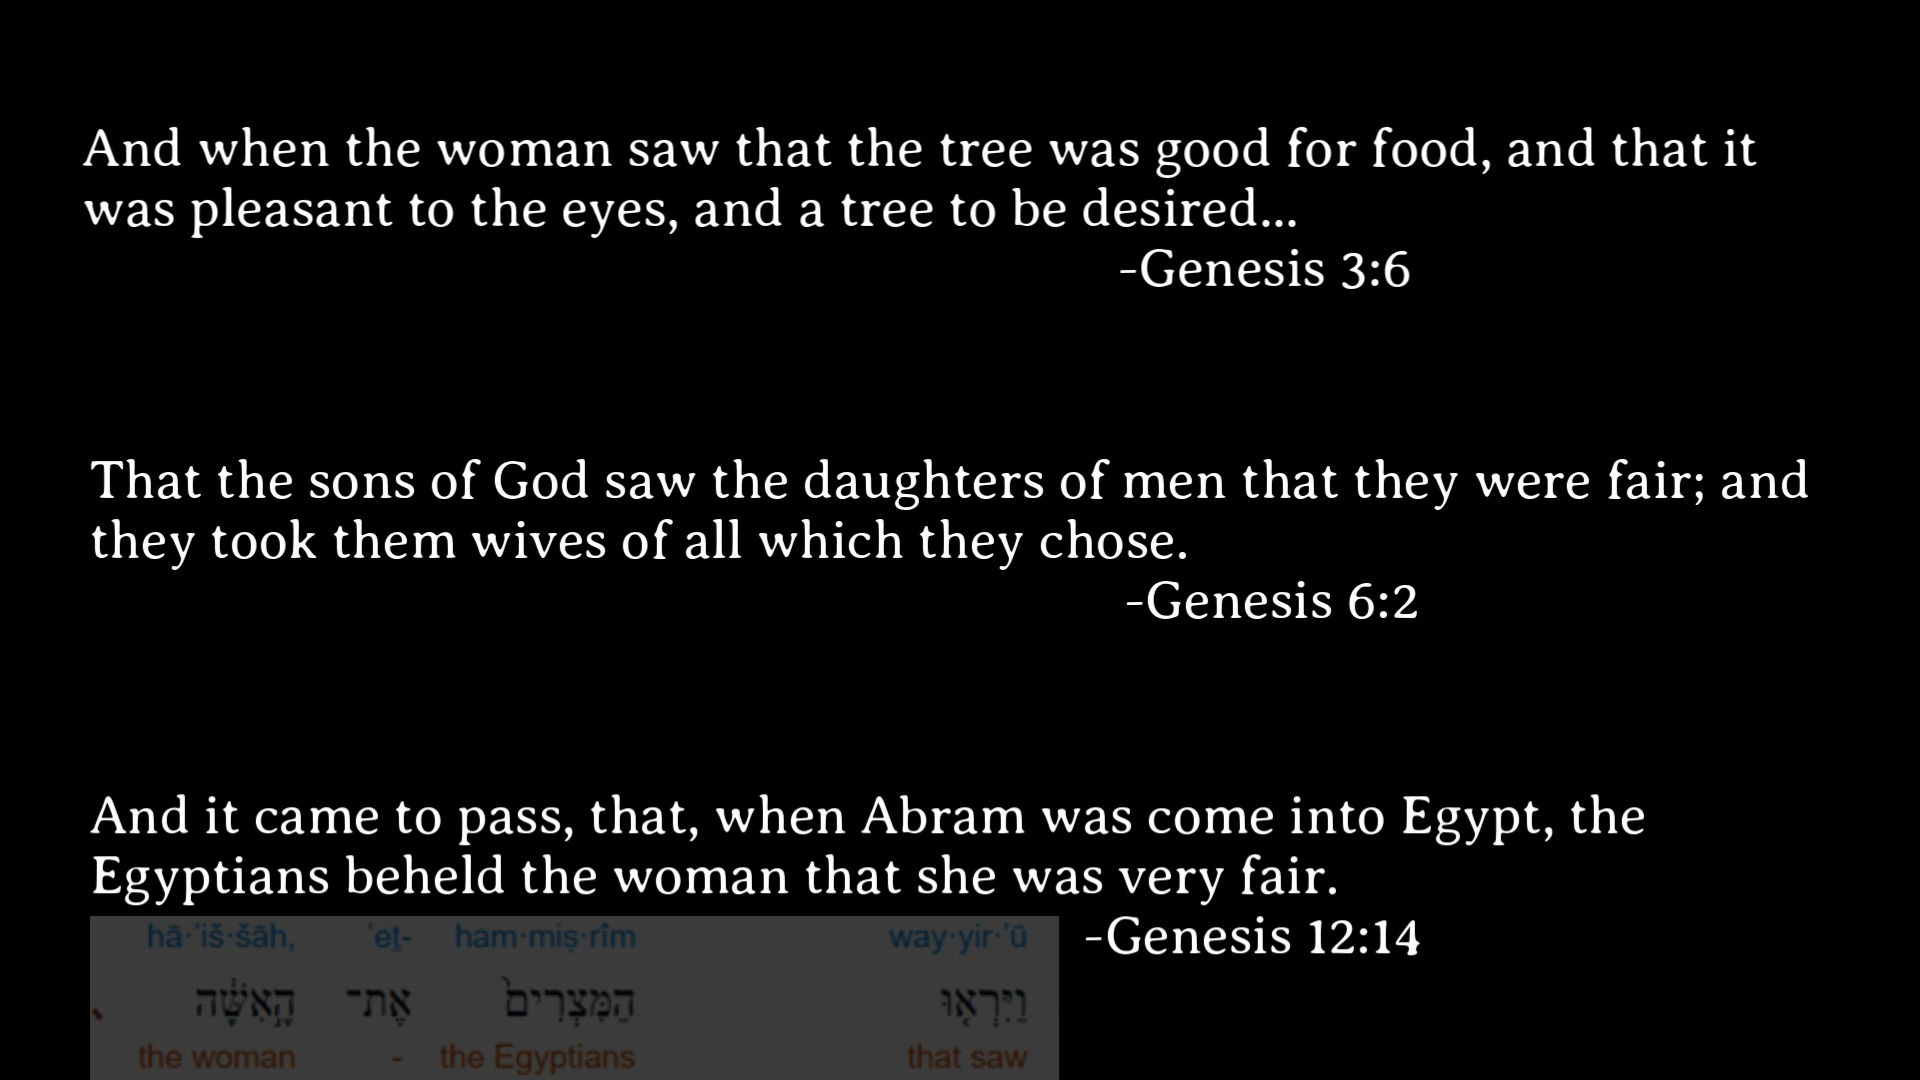 And when the woman saw that the tree was good for food, and that it
was pleasant to the eyes, and a tree to be desired...
-Genesis 3:6
That the sons of God saw the daughters of men that they were fair; and
they took them wives of all which they chose.
-Genesis 6:2
And it came to pass, that, when Abram was come into Egypt, the
Egyptians beheld the woman that she was very fair.
-Genesis 12:14
hā·’iš·šāh, ’eṯ- ham·miṣ·rîm way·yir·’ū
וַיִּרְא֤וּ הַמִּצְרִים֙ אֶת־ הָ֣אִשָּׁ֔ה
the woman - the Egyptians that saw